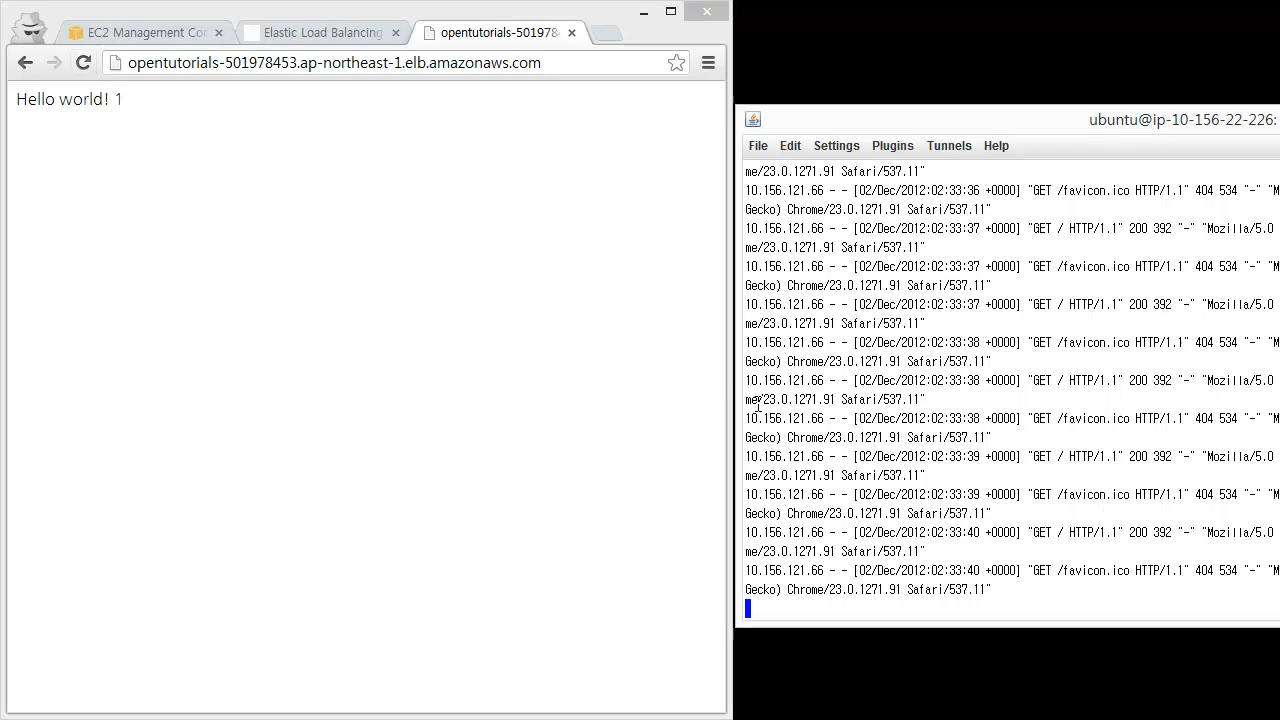 EC2 Management Cor
Elastic Load Balancing
opentutorials-501978
opentutorials-501978453.ap-northeast-1.elb.amazonaws.com
Hello world! 1
ubuntu@ip-10-156-22-226:
File Edit Settings Plugins Tunnels Help
me/23.0.1271.91 Safari/537.11"
10.156.121.66 - - [02/Dec/2012:02:33:36 +0000] "GET /favicon.ico HTTP/1.1" 404 534 "-" "M
Gecko) Chrome/23.0.1271.91 Safari/537.11"
10.156.121.66 - - [02/Dec/2012:02:33:37 +0000] "GET / HTTP/1.1" 200 392 "-" "Mozilla/5.0
me/23.0.1271.91 Safari/537.11"
10.156.121.66 - - [02/Dec/2012:02:33:37 +0000] "GET /favicon.ico HTTP/1.1" 404 534 "-" "M
Gecko) Chrome/23.0.1271.91 Safari/537.11"
10.156.121.66 - - [02/Dec/2012:02:33:37 +0000] "GET / HTTP/1.1" 200 392 "-" "Mozilla/5.0
me/23.0.1271.91 Safari/537.11"
10.156.121.66 - - [02/Dec/2012:02:33:38 +0000] "GET /favicon.ico HTTP/1.1" 404 534 "-" "M
Gecko) Chrome/23.0.1271.91 Safari/537.11"
10.156.121.66 - - [02/Dec/2012:02:33:38 +0000] "GET / HTTP/1.1" 200 392 "-" "Mozilla/5.0
me/23.0.1271.91 Safari/537.11"
10.156.121.66 - - [02/Dec/2012:02:33:38 +0000] "GET /favicon.ico HTTP/1.1" 404 534 "-" "M
Gecko) Chrome/23.0.1271.91 Safari/537.11"
10.156.121.66 - - [02/Dec/2012:02:33:39 +0000] "GET / HTTP/1.1" 200 392 "-" "Mozilla/5.0
me/23.0.1271.91 Safari/537.11"
10.156.121.66 - - [02/Dec/2012:02:33:39 +0000] "GET /favicon.ico HTTP/1.1" 404 534 "-" "M
Gecko) Chrome/23.0.1271.91 Safari/537.11"
10.156.121.66 - - [02/Dec/2012:02:33:40 +0000] "GET / HTTP/1.1" 200 392 "-" "Mozilla/5.0
me/23.0.1271.91 Safari/537.11"
10.156.121.66 - - [02/Dec/2012:02:33:40 +0000] "GET /favicon.ico HTTP/1.1" 404 534 "-" "M
Gecko) Chrome/23.0.1271.91 Safari/537.11"